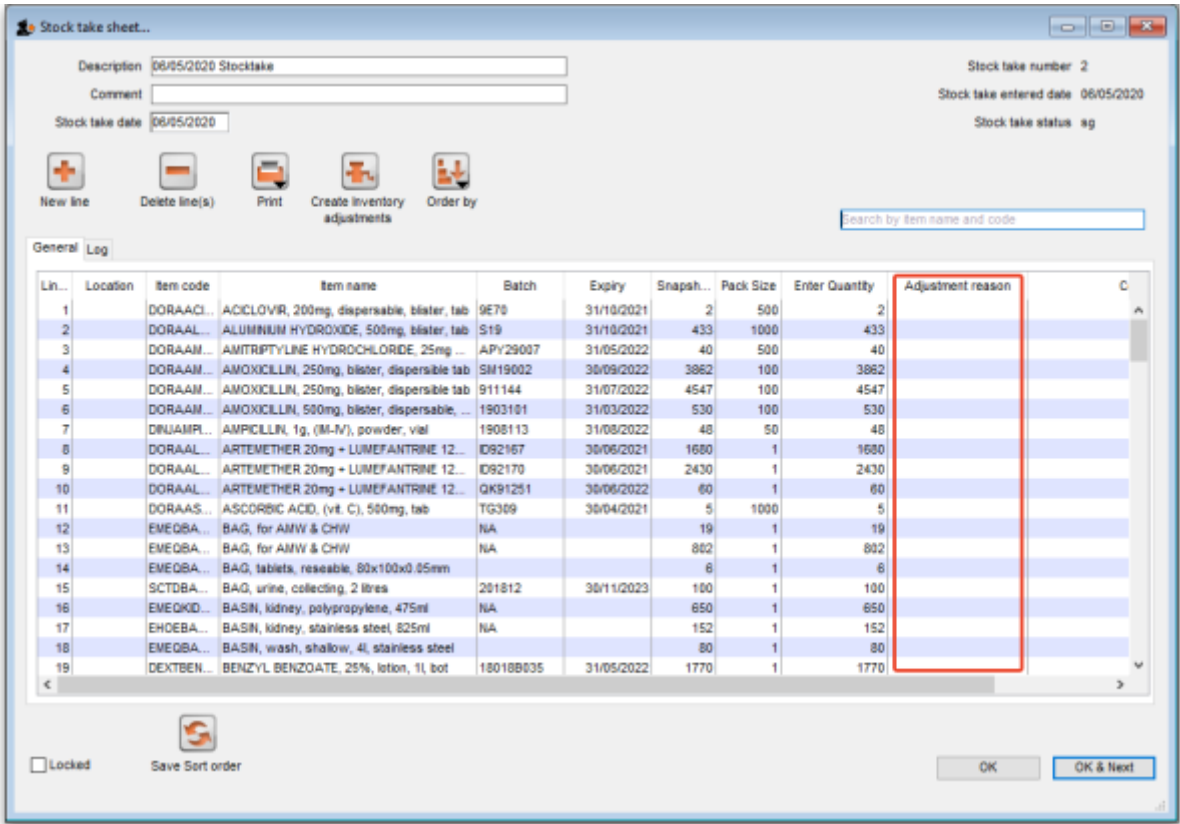 Stock take sheet...
Description 06/05/2020 Stocktake Stock take number 2
Comment Stock take entered date 06/05/2020
Stock take date 06/05/2020 Stock take status sg
New line Delete line(s) Print Create inventory adjustments Order by
Search by item name and code
General Log
Lin... Location Item code Item name Batch Expiry Snapsh... Pack Size Enter Quantity Adjustment reason C
1 DORAACI... ACICLOVIR, 200mg, dispersable, blister, tab 9E70 31/10/2021 2 500 2
2 DORAAL... ALUMINIUM HYDROXIDE, 500mg, blister, tab S19 31/10/2021 433 1000 433
3 DORAAM... AMITRIPTYLINE HYDROCHLORIDE, 25mg ... APY29007 31/05/2022 40 500 40
4 DORAAM... AMOXICILLIN, 250mg, blister, dispersible tab SM19002 30/09/2022 3862 100 3862
5 DORAAM... AMOXICILLIN, 250mg, blister, dispersible tab 911144 31/07/2022 4547 100 4547
6 DORAAM... AMOXICILLIN, 500mg, blister, dispersable, ... 1903101 31/03/2022 530 100 530
7 DINJAMPI... AMPICILLIN, 1g, (IM-IV), powder, vial 1908113 31/08/2022 48 50 48
8 DORAAL... ARTEMETHER 20mg + LUMEFANTRINE 12... ID92167 30/06/2021 1680 1 1680
9 DORAAL... ARTEMETHER 20mg + LUMEFANTRINE 12... ID92170 30/06/2021 2430 1 2430
10 DORAAL... ARTEMETHER 20mg + LUMEFANTRINE 12... QK91251 30/06/2022 60 1 60
11 DORAAS... ASCORBIC ACID, (vit. C), 500mg, tab TG309 30/04/2021 5 1000 5
12 EMEQBA... BAG, for AMW & CHW NA 19 1 19
13 EMEQBA... BAG, for AMW & CHW NA 802 1 802
14 EMEQBA... BAG, tablets, reseable, 80x100x0.05mm 6 1 6
15 SCTDBA... BAG, urine, collecting, 2 litres 201812 30/11/2023 100 1 100
16 EMEQKID... BASIN, kidney, polypropylene, 475ml NA 650 1 650
17 EHOEBA... BASIN, kidney, stainless steel, 825ml NA 152 1 152
18 EMEQBA... BASIN, wash, shallow, 4l, stainless steel 80 1 80
19 DEXTBEN... BENZYL BENZOATE, 25%, lotion, 1l, bot 18018B035 31/05/2022 1770 1 1770
Locked Save Sort order OK OK & Next